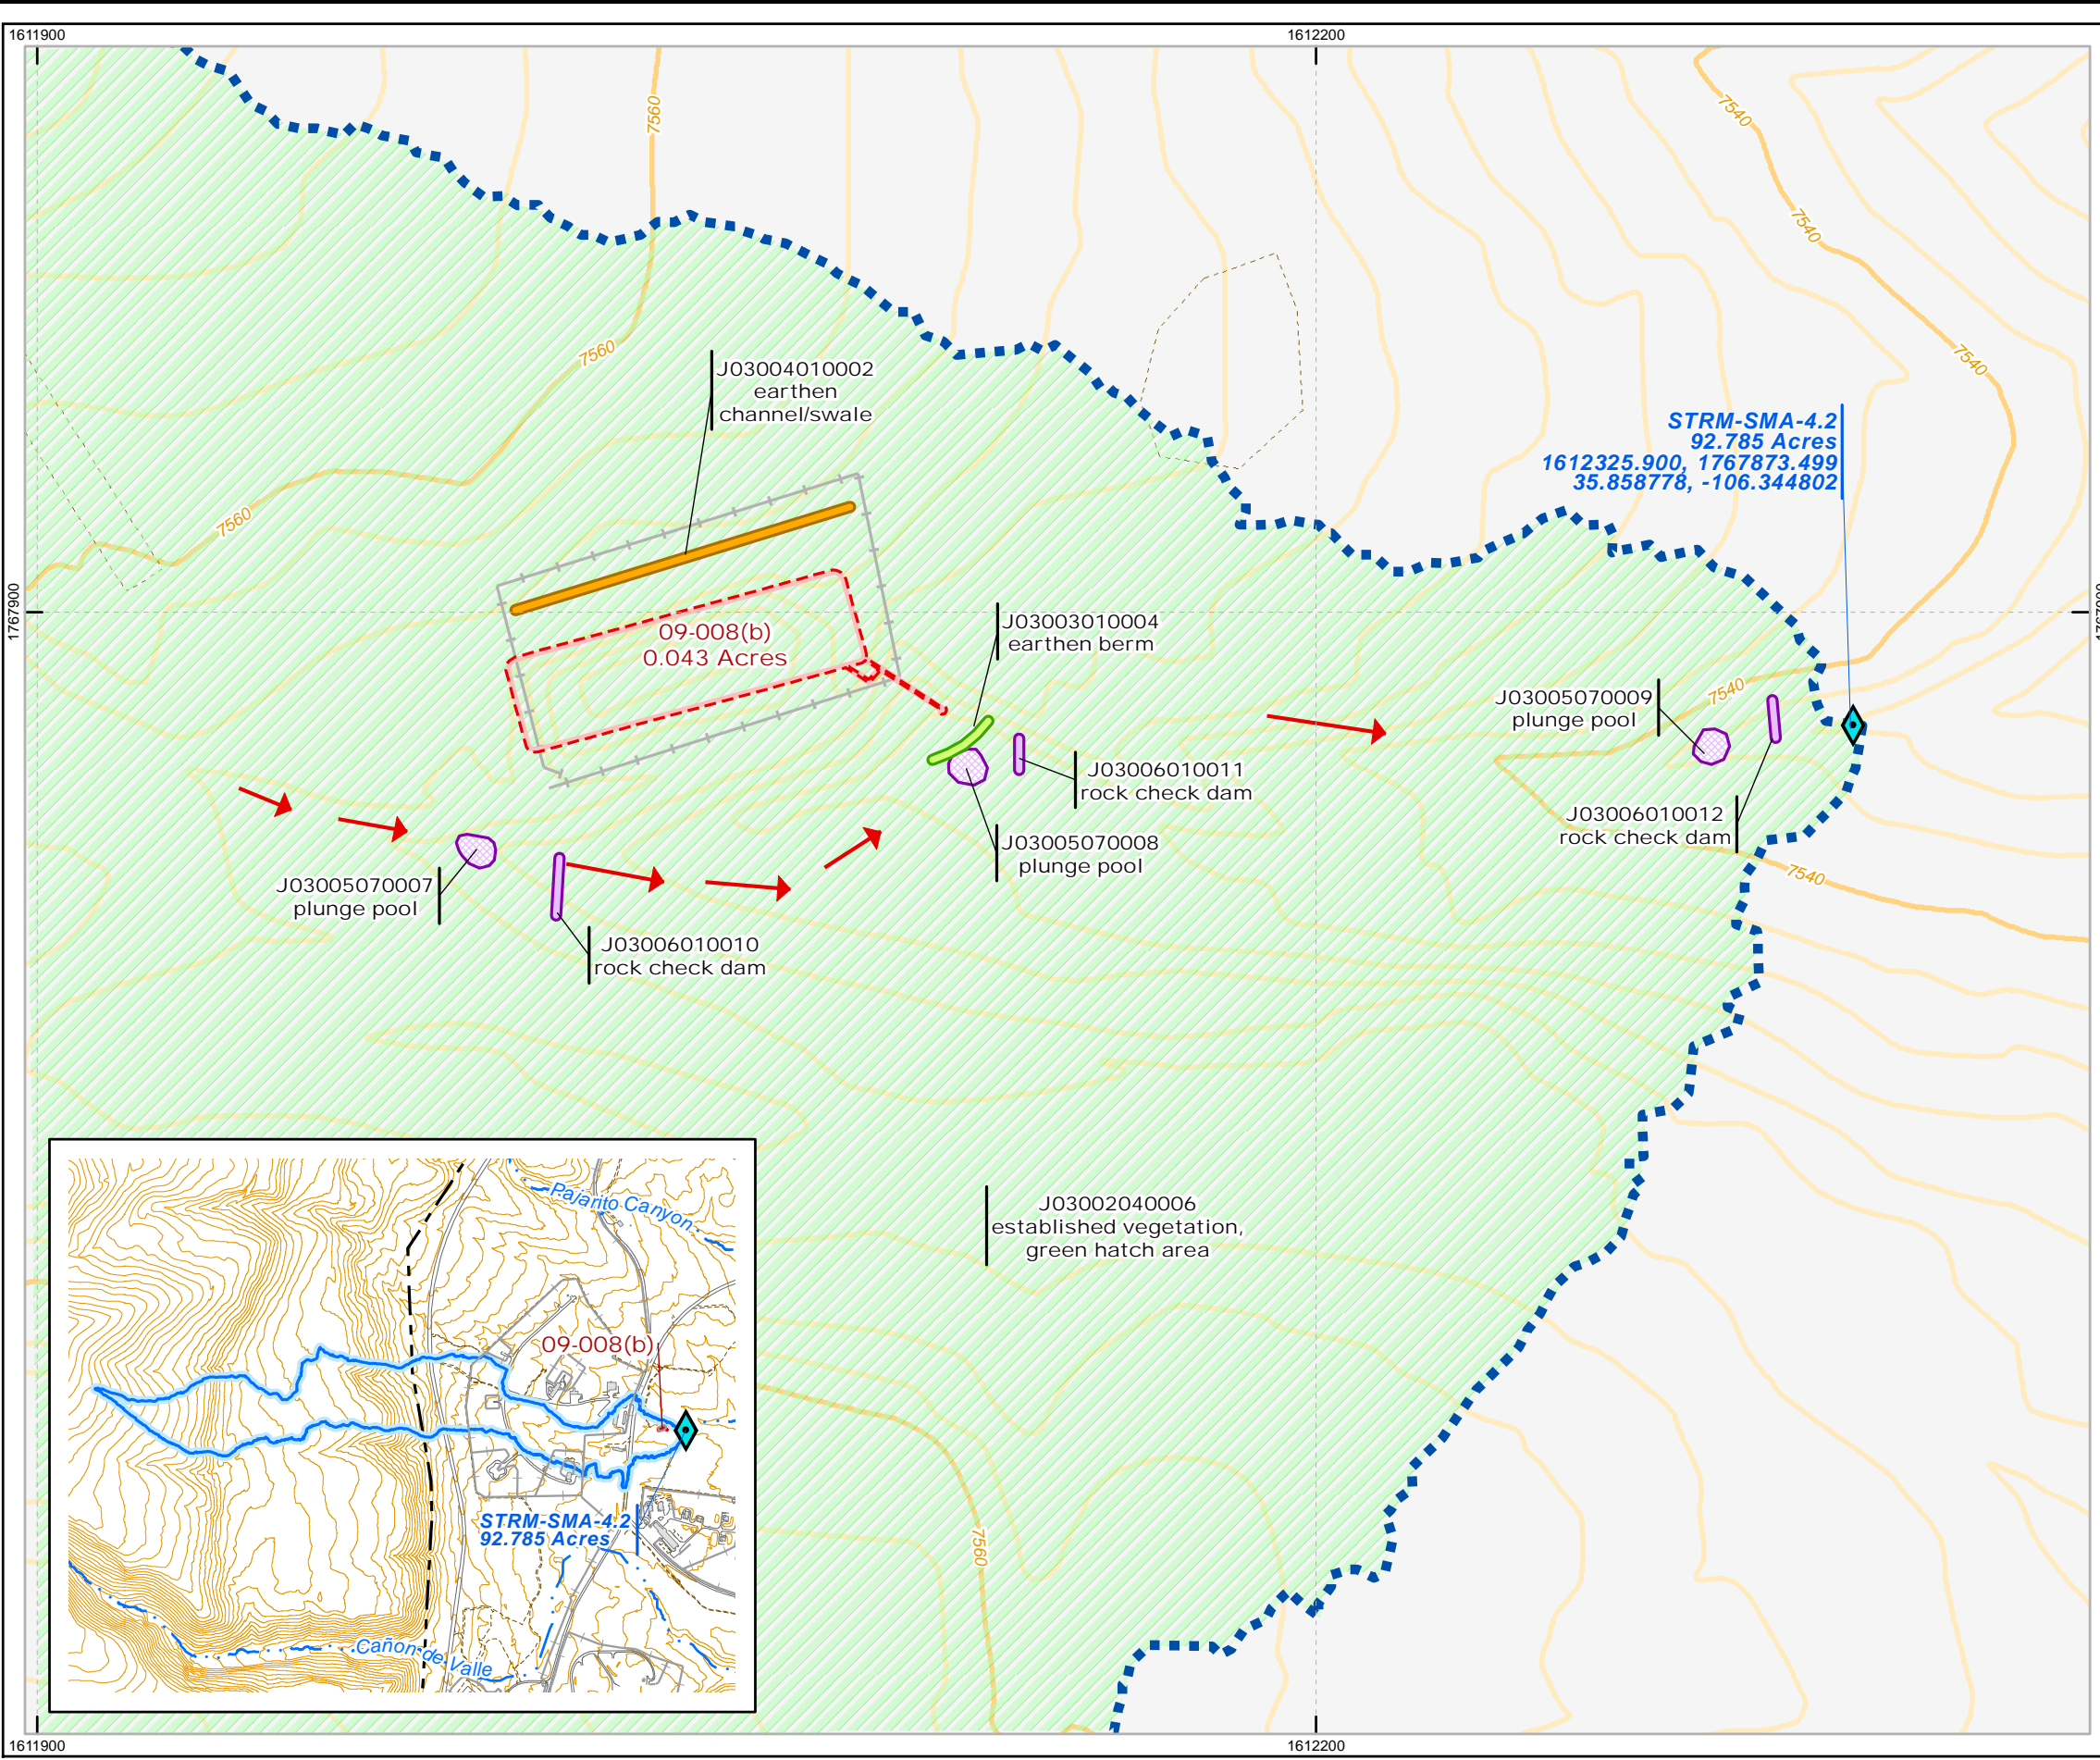 1611900
1612200
7560
7540
7540
7560
7540
J03004010002
earthen
channel/swale
STRM-SMA-4.2
92.785 Acres
1612325.900, 1767873.499
35.858778, -106.344802
7560
1767900
09-008(b)
0.043 Acres
J03003010004
earthen berm
7540
J03005070009
plunge pool
J03006010011
rock check dam
J03006010012
rock check dam
J03005070008
plunge pool
7540
J03005070007
plunge pool
J03006010010
rock check dam
J03002040006
established vegetation,
green hatch area
Pajarito Canyon
09-008(b)
STRM-SMA-4.2
92.785 Acres
7560
Cañon de Valle
1611900
1612200